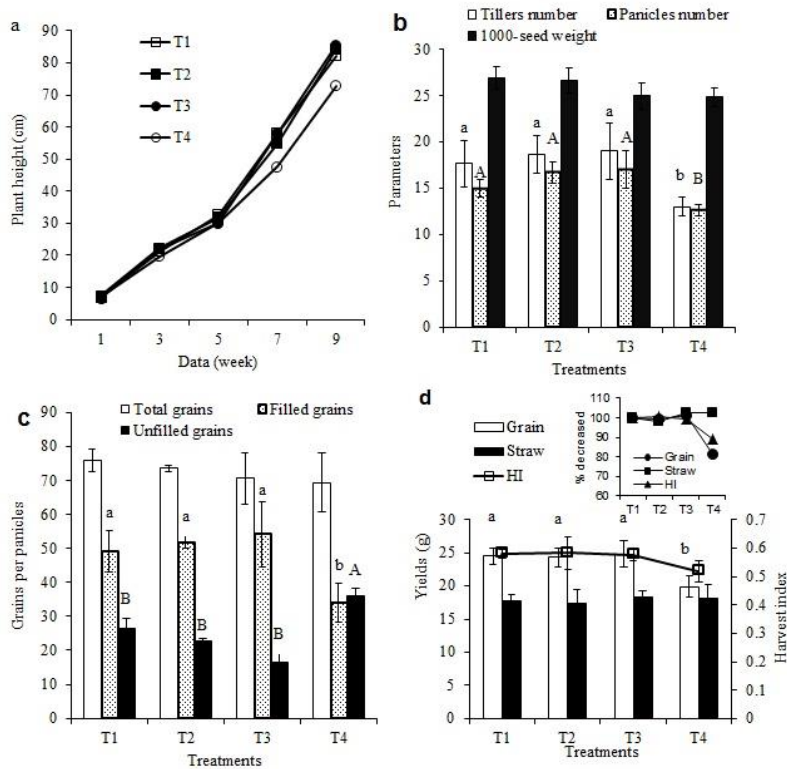 a
T1
T2
T3
T4
Plant height (cm)
100
90
80
70
60
50
40
30
20
10
0
1 3 5 7 9
Data (week)
b
Tillers number Panicles number
1000-seed weight
Parameters
30
25
20
15
10
5
0
a A a A a A b B
T1 T2 T3 T4
Treatments
c
Total grains Filled grains
Unfilled grains
Grains per panicles
90
80
70
60
50
40
30
20
10
0
a B a B a B b A
T1 T2 T3 T4
Treatments
d
Grain
Straw
HI
% decreased
110
100
90
80
70
60
Grain
Straw
HI
T1 T2 T3 T4
Yields (g)
30
25
20
15
10
5
0
a a a b
0.7
0.6
0.5
0.4
0.3
0.2
0.1
0
Harvest index
T1 T2 T3 T4
Treatments